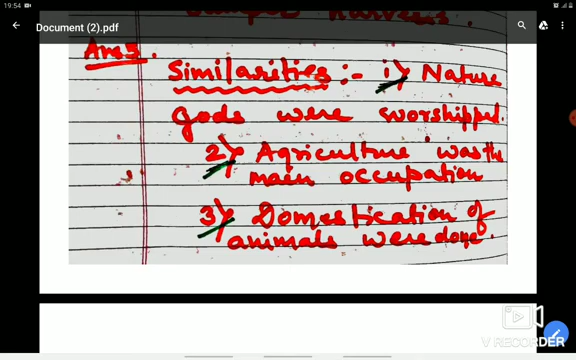 19:54
Document (2).pdf
Ans 3.
Similarities :- i) Nature
gods were worshipped.
2) Agriculture was the
main occupation
3) Domestication of
animals were done.
V RECORDER